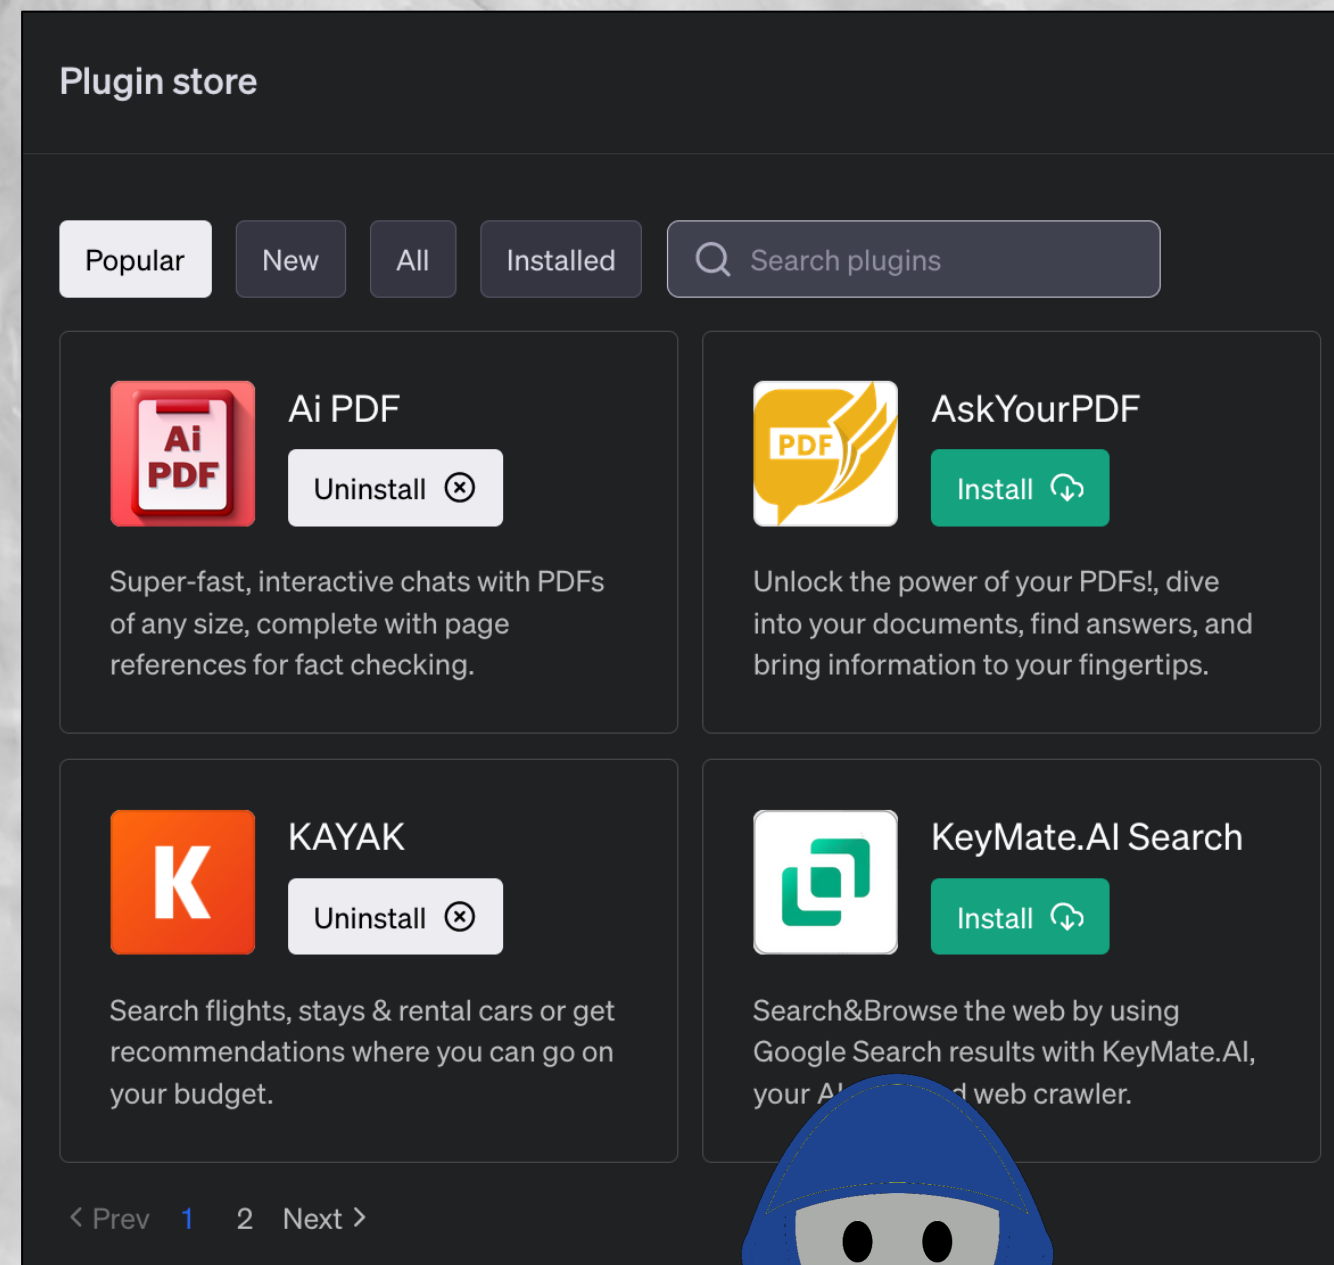 Plugin store
Popular
New
All
Installed
Search plugins
Ai
PDF
Ai PDF
Uninstall
Super-fast, interactive chats with PDFs
of any size, complete with page
references for fact checking.
PDF
AskYourPDF
Install
Unlock the power of your PDFs!, dive
into your documents, find answers, and
bring information to your fingertips.
K
KAYAK
Uninstall
Search flights, stays & rental cars or get
recommendations where you can go on
your budget.
KeyMate.AI Search
Install
Search&Browse the web by using
Google Search results with KeyMate.AI,
your web crawler.
Prev 1 2 Next